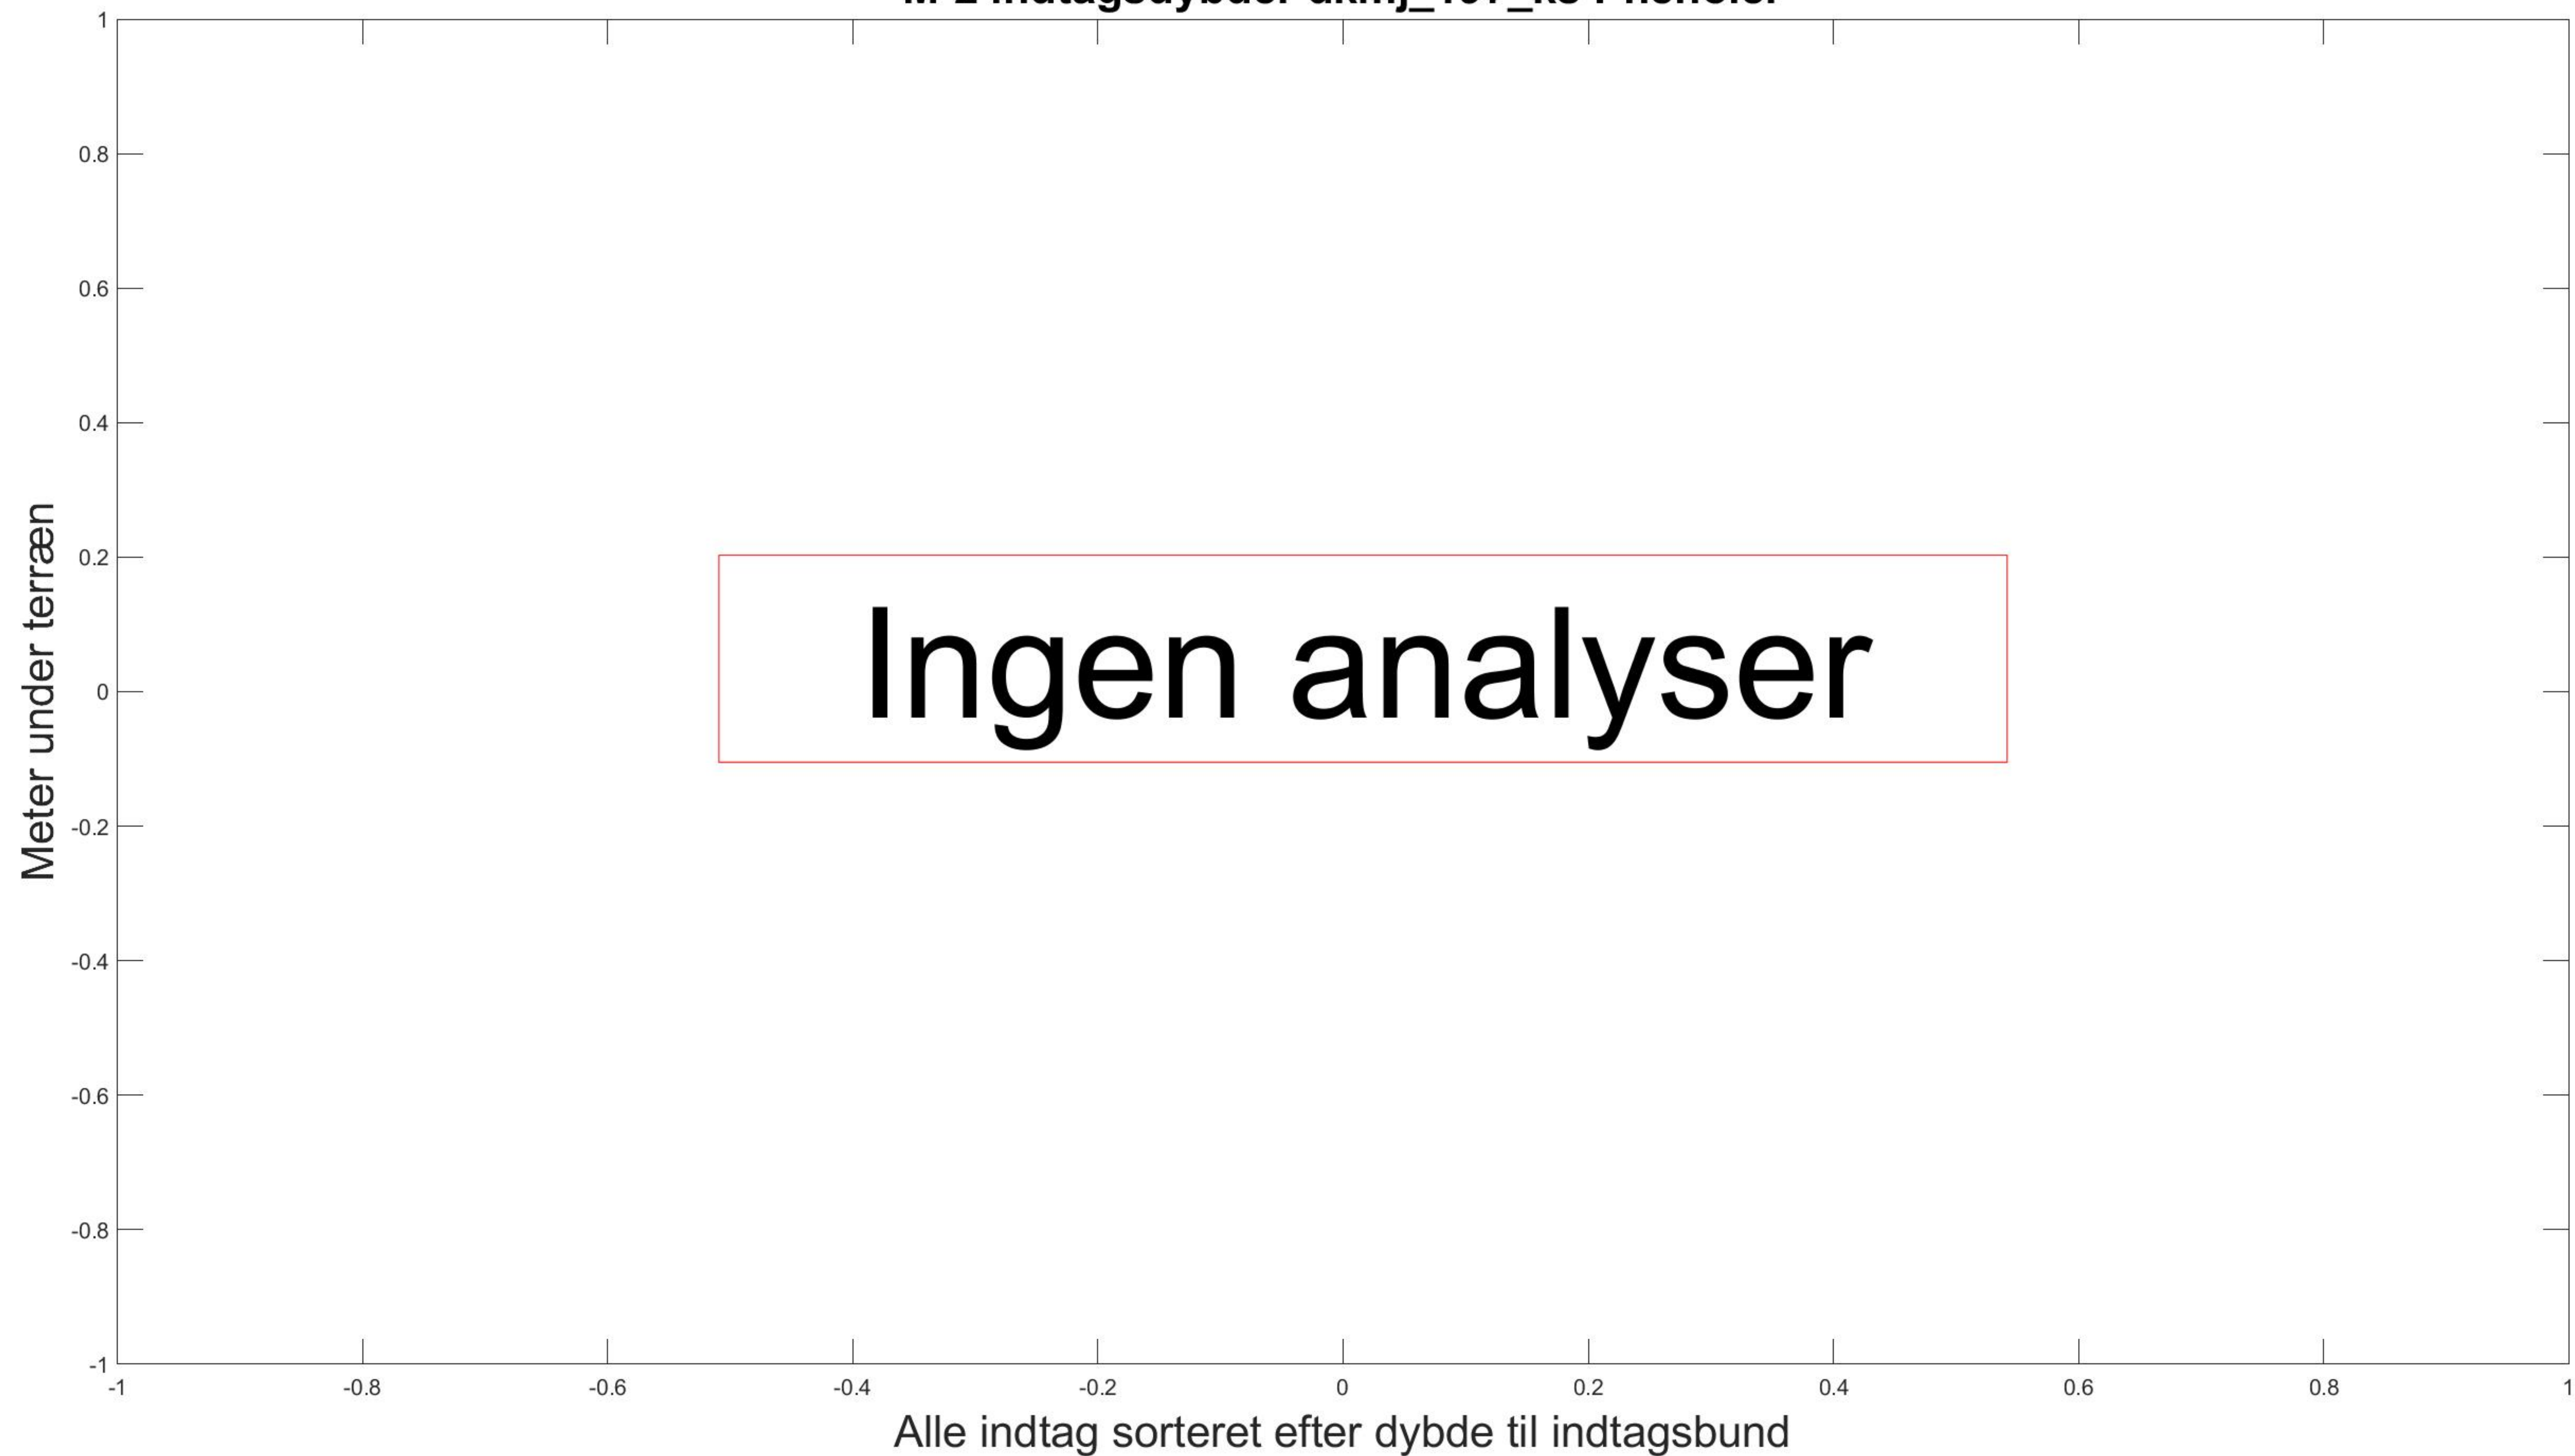 indtagsdybder
1
0.8
0.6
0.4
0.2
0
-0.2
-0.4
-0.6
-0.8
-1
Meter under terræn
Ingen analyser
-1 -0.8 -0.6 -0.4 -0.2 0 0.2 0.4 0.6 0.8 1
Alle indtag sorteret efter dybde til indtagsbund